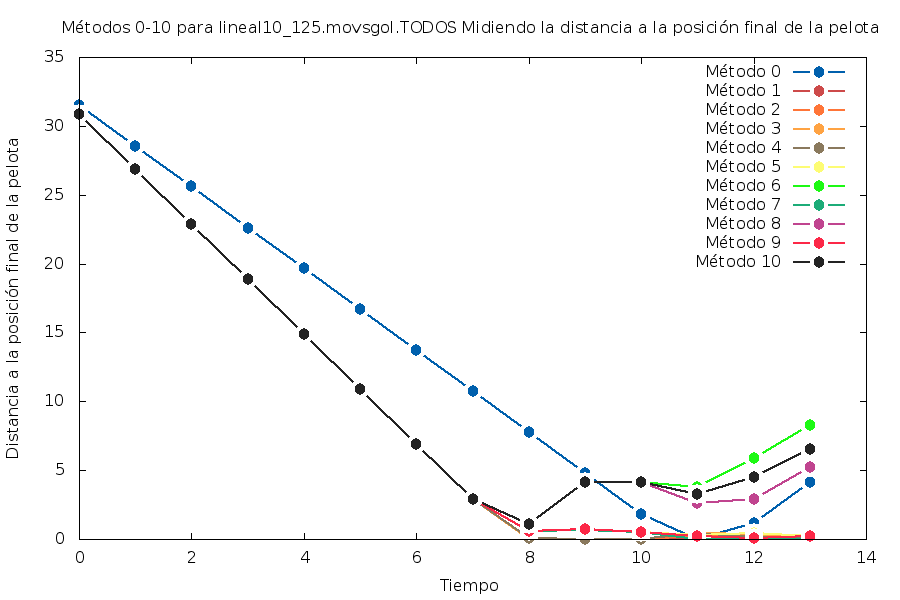 Métodos 0-10 para lineal10_125.movsgol.TODOS Midiendo la distancia a la posición final de la pelota
35
30
25
20
15
10
5
0
Distancia a la posición final de la pelota
Método 0
Método 1
Método 2
Método 3
Método 4
Método 5
Método 6
Método 7
Método 8
Método 9
Método 10
0 2 4 6 8 10 12 14
Tiempo